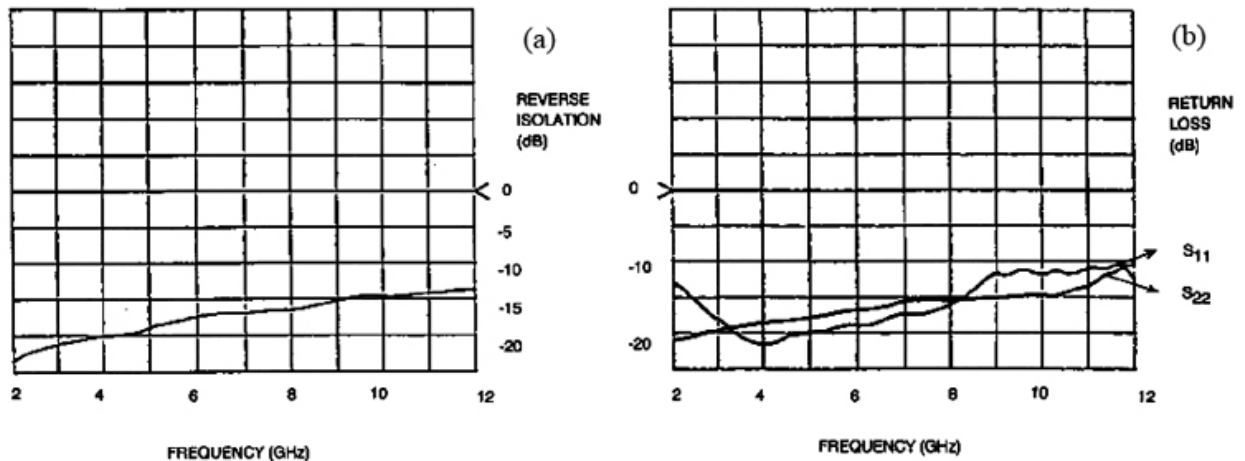 (a)
REVERSE
ISOLATION
(dB)
0
-5
-10
-15
-20
2 4 6 8 10 12
FREQUENCY (GHz)
(b)
RETURN
LOSS
(dB)
0
-10
-20
S11
S22
2 4 6 8 10 12
FREQUENCY (GHz)